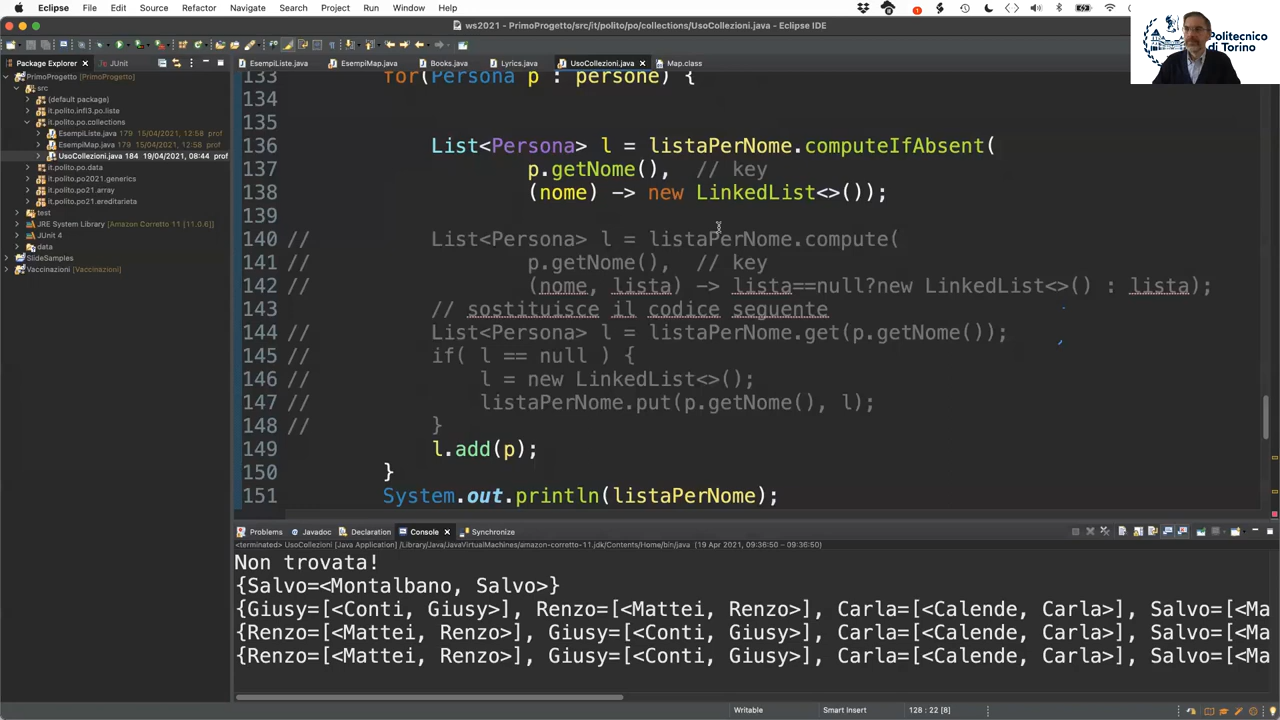 Eclipse File Edit Source Refactor Navigate Search Project Run Window Help
ws2021 - PrimoProgetto/src/it/polito/po/collections/UsoCollezioni.java - Eclipse IDE
Politecnico
di Torino
Package Explorer JUnit
EsempiListe.java EsempiMap.java Books.java Lyrics.java UsoCollezioni.java Map.class
PrimoProgetto [PrimoProgetto]
src
(default package)
it.polito.infl3.po.liste
it.polito.po.collections
EsempiListe.java 179 15/04/2021, 12:58 prof
EsempiMap.java 179 15/04/2021, 12:58 prof
UsoCollezioni.java 184 19/04/2021, 08:44 prof
it.polito.po.data
it.polito.po2021.generics
it.polito.po21.array
it.polito.po21.ereditarieta
test
JRE System Library [Amazon Corretto 11 [11.0.6]]
JUnit 4
data
SlideSamples
Vaccinazioni [Vaccinazioni]
133 for(Persona p : persone) {
134
135
136 List<Persona> l = listaPerNome.computeIfAbsent(
137 p.getNome(), // key
138 (nome) -> new LinkedList<>());
139
140 // List<Persona> l = listaPerNome.compute(
141 // p.getNome(), // key
142 // (nome, lista) -> lista==null?new LinkedList<>() : lista);
143 // sostituisce il codice seguente
144 // List<Persona> l = listaPerNome.get(p.getNome());
145 // if( l == null ) {
146 // l = new LinkedList<>();
147 // listaPerNome.put(p.getNome(), l);
148 // }
149 l.add(p);
150 }
151 System.out.println(listaPerNome);
Problems Javadoc Declaration Console Synchronize
<terminated> UsoCollezioni [Java Application] /Library/Java/JavaVirtualMachines/amazon-corretto-11.jdk/Contents/Home/bin/java (19 Apr 2021, 09:36:50 – 09:36:50)
Non trovata!
{Salvo=<Montalbano, Salvo>}
{Giusy=[<Conti, Giusy>], Renzo=[<Mattei, Renzo>], Carla=[<Calende, Carla>], Salvo=[<Ma
{Renzo=[<Mattei, Renzo>], Giusy=[<Conti, Giusy>], Carla=[<Calende, Carla>], Salvo=[<Ma
{Renzo=[<Mattei, Renzo>], Giusy=[<Conti, Giusy>], Carla=[<Calende, Carla>], Salvo=[<Ma
Writable Smart Insert 128 : 22 [8]